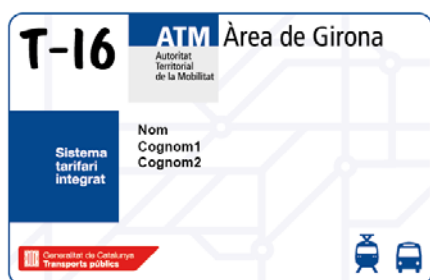 T-16
ATM Àrea de Girona
Autoritat
Territorial
de la Mobilitat
Nom
Cognom1
Cognom2
Sistema
tarifari
integrat
Generalitat de Catalunya
Transports públics